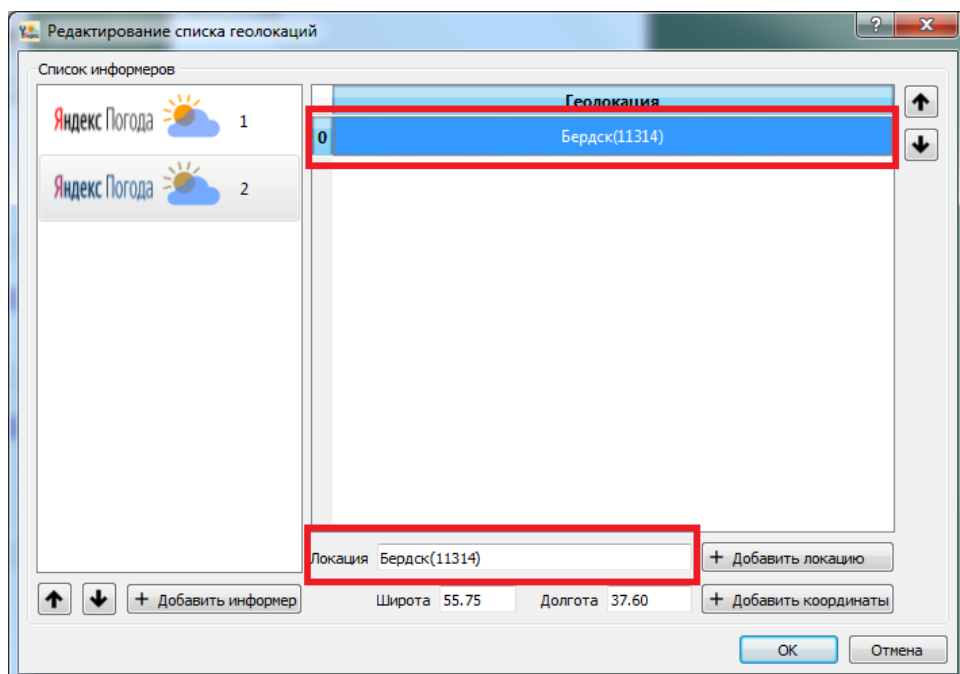 Редактирование списка геолокаций
Список информеров
Яндекс Погода 1
Яндекс Погода 2
Геолокация
0 Бердск(11314)
Локация Бердск(11314)
+ Добавить локацию
+ Добавить информер
Широта 55.75 Долгота 37.60
+ Добавить координаты
OK Отмена